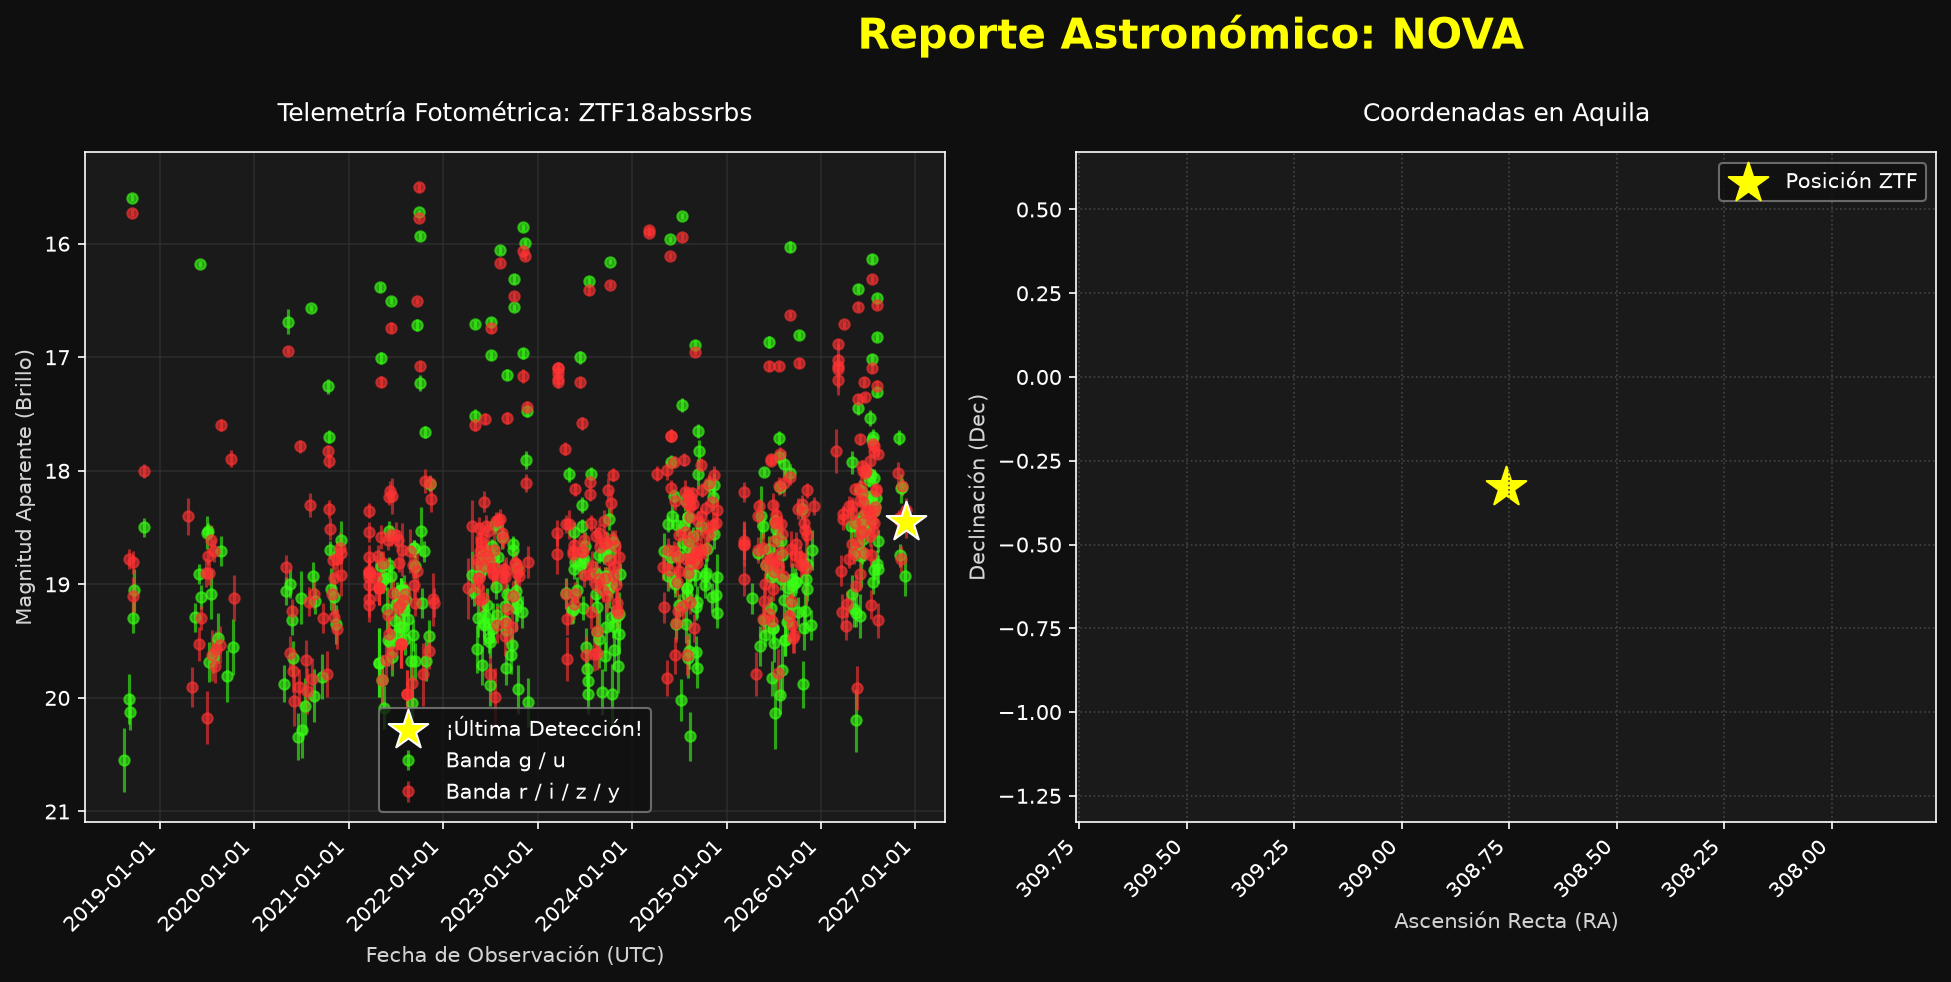 Reporte Astronómico: NOVA
Telemetría Fotométrica: ZTF18abssrbs
Magnitud Aparente (Brillo)
16
17
18
19
20
21
¡Última Detección!
Banda g / u
Banda r / i / z / y
2019-01-01
2020-01-01
2021-01-01
2022-01-01
2023-01-01
2024-01-01
2025-01-01
2026-01-01
2027-01-01
Fecha de Observación (UTC)
Coordenadas en Aquila
Posición ZTF
Declinación (Dec)
0.50
0.25
0.00
−0.25
−0.50
−0.75
−1.00
−1.25
309.75
309.50
309.25
309.00
308.75
308.50
308.25
308.00
Ascensión Recta (RA)